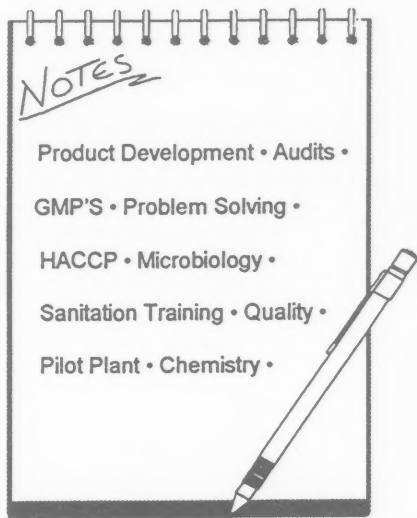 NOTES
Product Development • Audits •
GMP'S • Problem Solving •
HACCP • Microbiology •
Sanitation Training • Quality •
Pilot Plant • Chemistry •